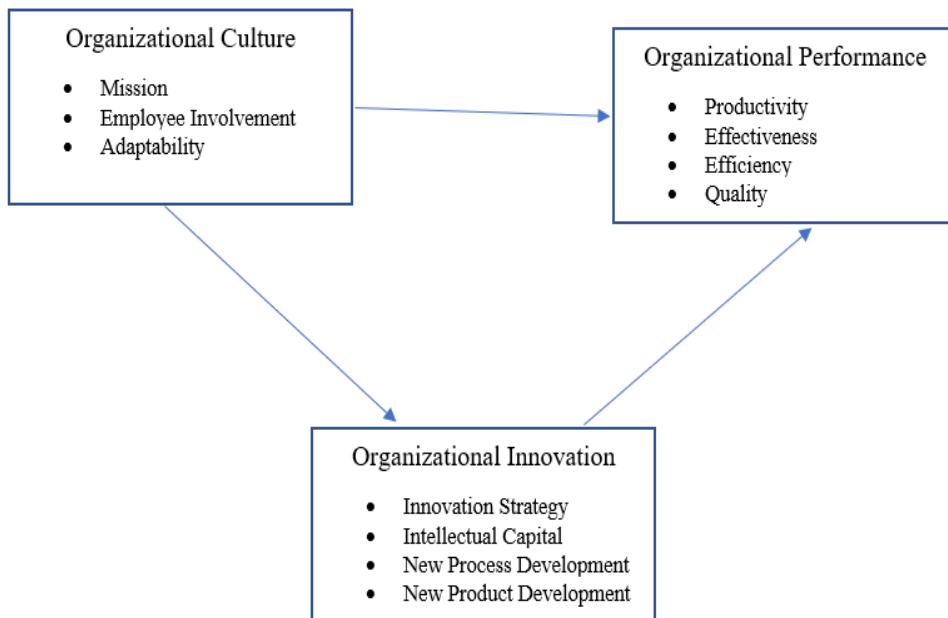 Organizational Culture
• Mission
• Employee Involvement
• Adaptability
Organizational Performance
• Productivity
• Effectiveness
• Efficiency
• Quality
Organizational Innovation
• Innovation Strategy
• Intellectual Capital
• New Process Development
• New Product Development